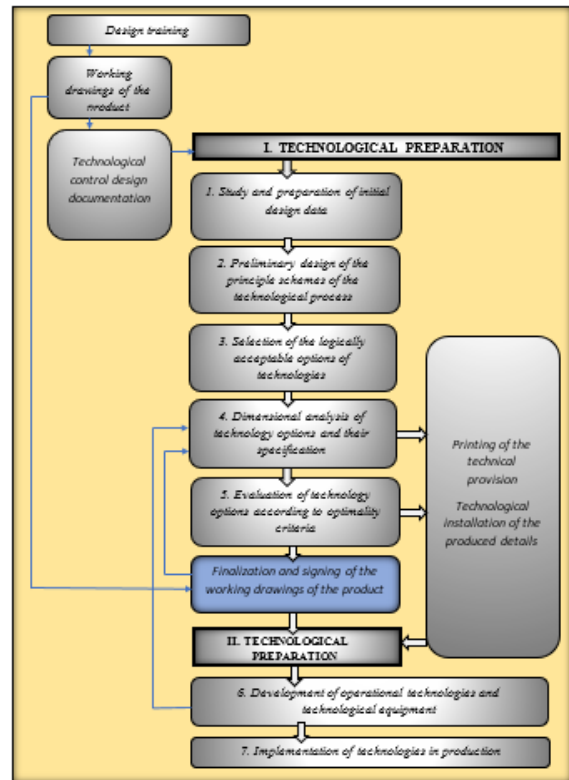 Design training
Working
drawings of the
product
Technological
control design
documentation
I. TECHNOLOGICAL PREPARATION
1. Study and preparation of initial
design data
2. Preliminary design of the
principle schemes of the
technological process
3. Selection of the logically
acceptable options of
technologies
4. Dimensional analysis of
technology options and their
specification
5. Evaluation of technology
options according to optimality
criteria
Printing of the
technical
provision
Technological
installation of the
produced details
Finalization and signing of the
working drawings of the product
II. TECHNOLOGICAL
PREPARATION
6. Development of operational technologies and
technological equipment
7. Implementation of technologies in production